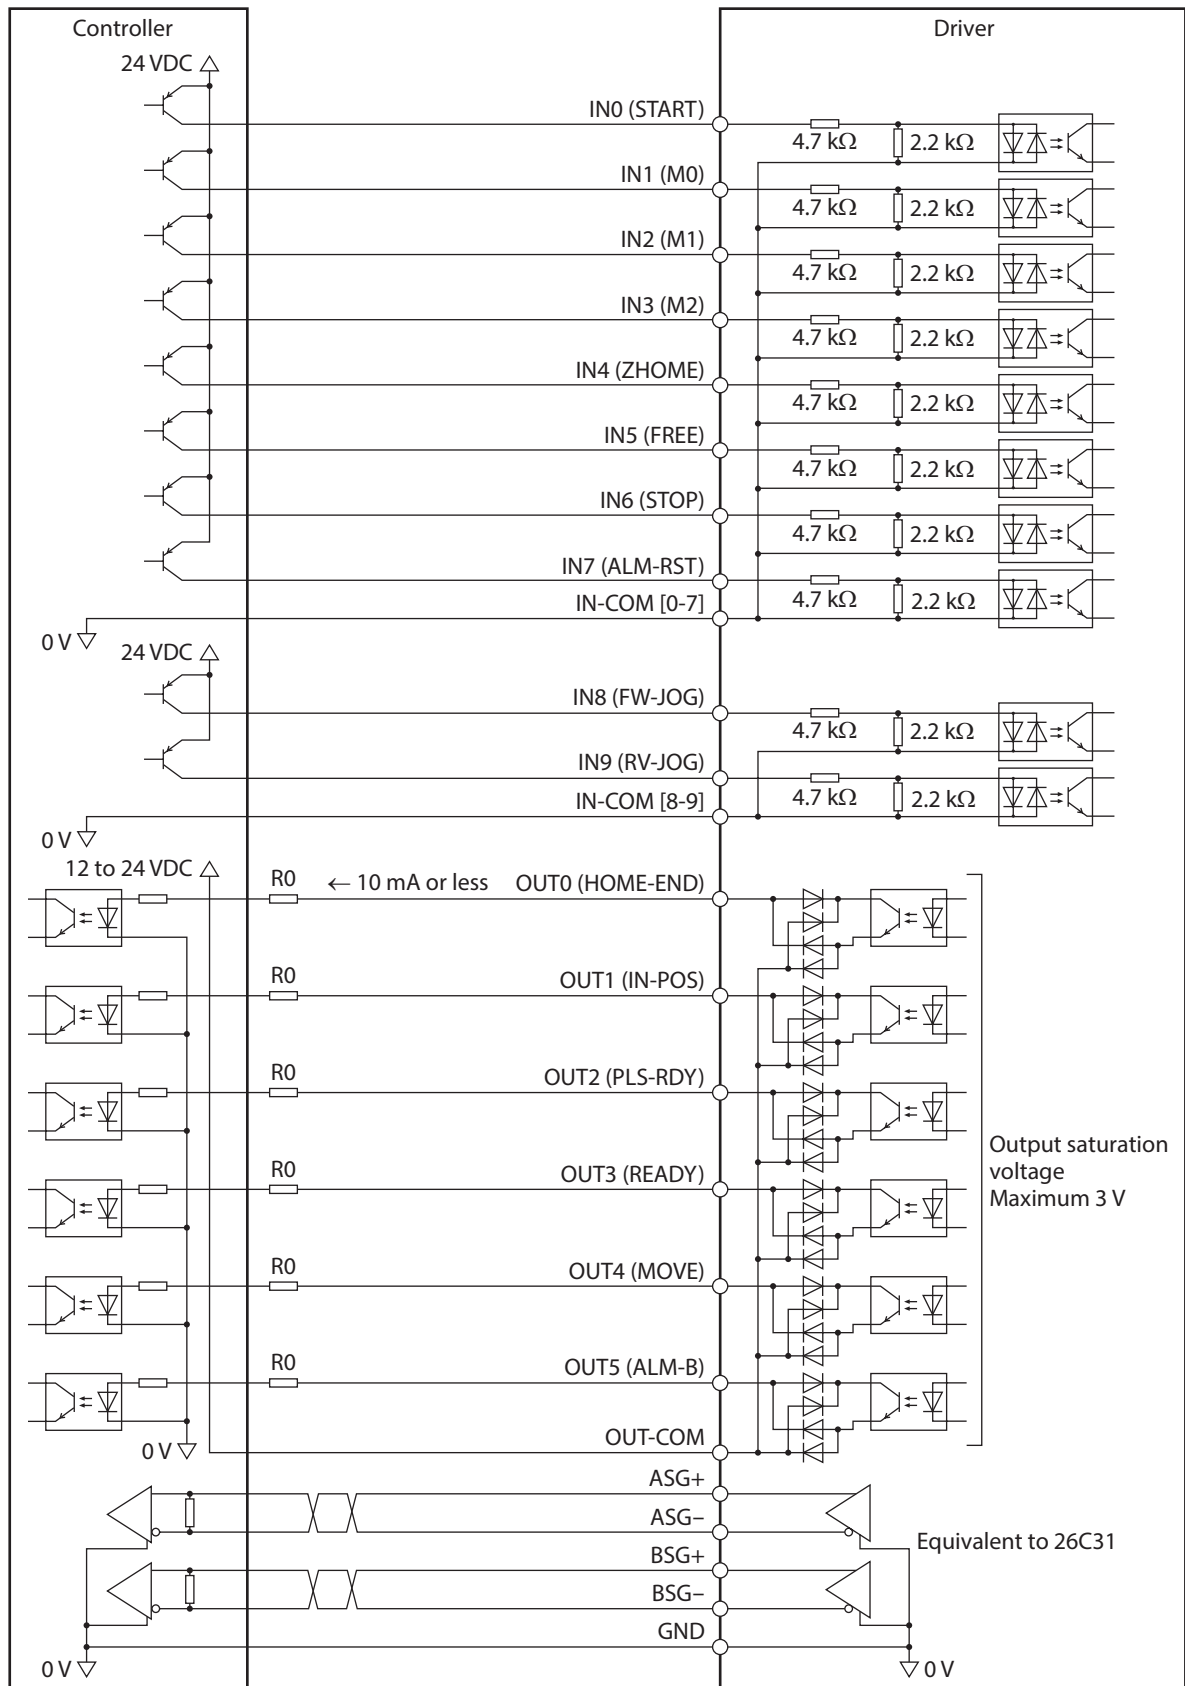 Controller
Driver
24 VDC
IN0 (START)
4.7 kΩ
2.2 kΩ
IN1 (M0)
4.7 kΩ
2.2 kΩ
IN2 (M1)
4.7 kΩ
2.2 kΩ
IN3 (M2)
4.7 kΩ
2.2 kΩ
IN4 (ZHOME)
4.7 kΩ
2.2 kΩ
IN5 (FREE)
4.7 kΩ
2.2 kΩ
IN6 (STOP)
4.7 kΩ
2.2 kΩ
IN7 (ALM-RST)
4.7 kΩ
2.2 kΩ
IN-COM [0-7]
0 V
24 VDC
IN8 (FW-JOG)
4.7 kΩ
2.2 kΩ
IN9 (RV-JOG)
4.7 kΩ
2.2 kΩ
IN-COM [8-9]
0 V
12 to 24 VDC
R0
← 10 mA or less
OUT0 (HOME-END)
R0
OUT1 (IN-POS)
R0
OUT2 (PLS-RDY)
Output saturation
voltage
Maximum 3 V
R0
OUT3 (READY)
R0
OUT4 (MOVE)
R0
OUT5 (ALM-B)
0 V
OUT-COM
ASG+
ASG–
Equivalent to 26C31
BSG+
BSG–
GND
0 V
0 V